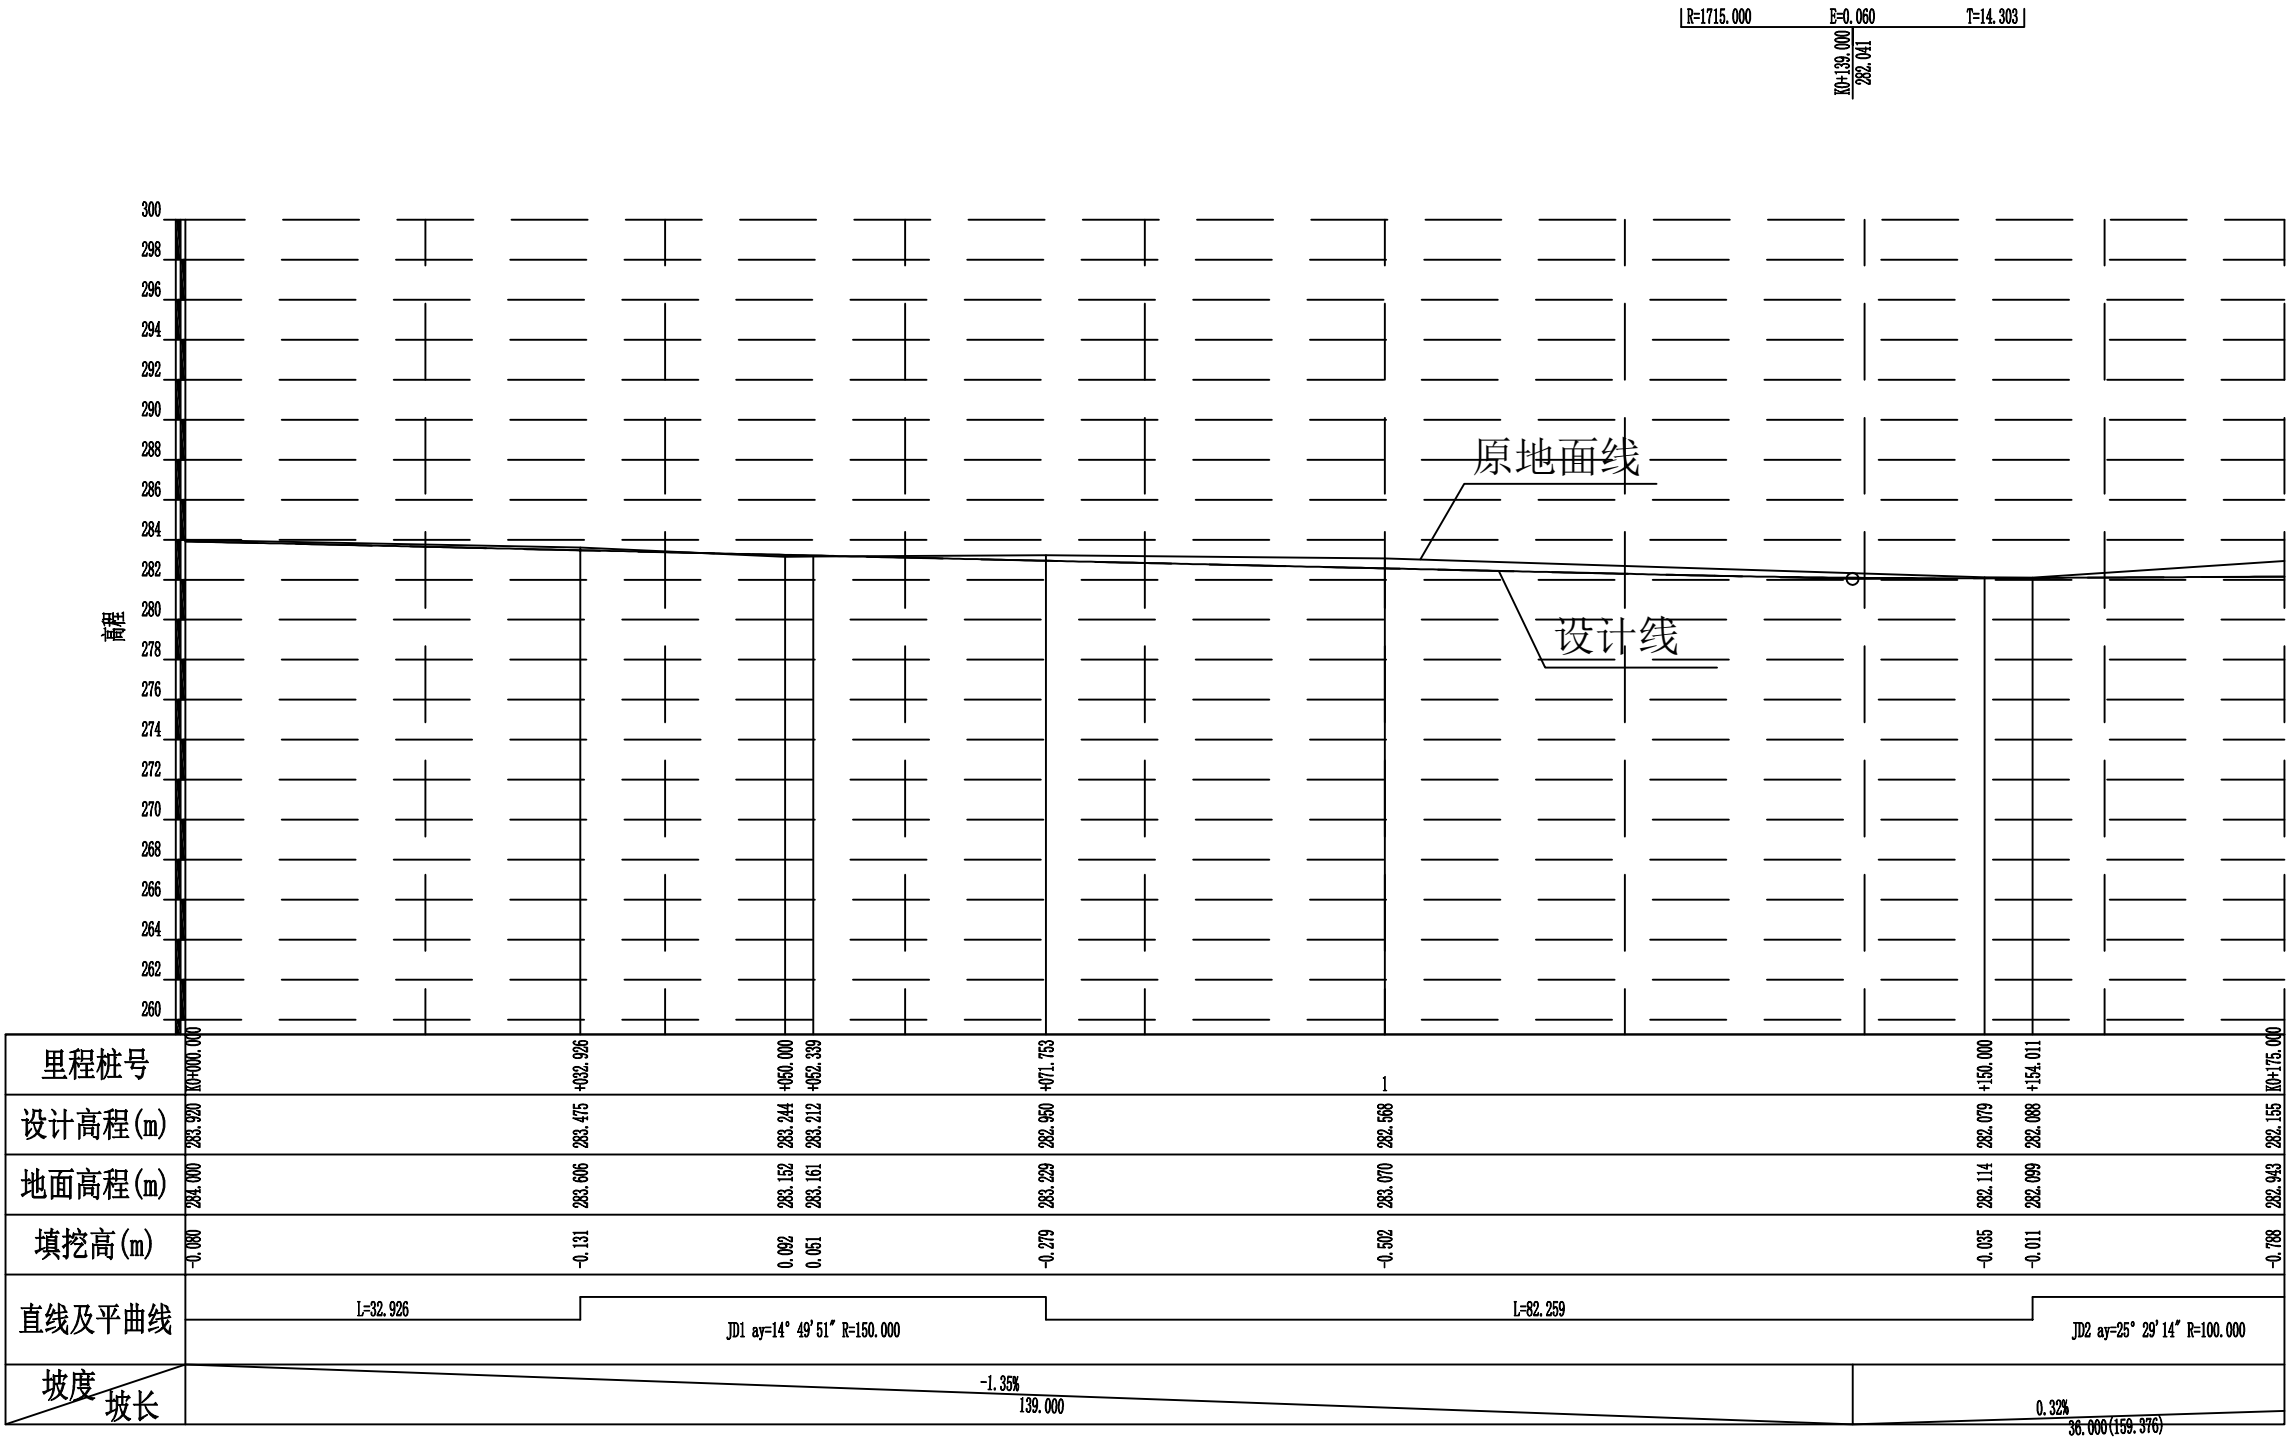 R=1715.000 E=0.060 T=14.303
K0+139.000
282.041
300
298
296
294
292
290
288
286
284
282
280
278
276
274
272
270
268
266
264
262
260
高程
原地面线
设计线
里程桩号 K0+000.000 +032.926 +050.000 +052.339 +071.753 1 +150.000 +154.011 K0+175.000
设计高程(m) 283.920 283.475 283.244 283.212 282.950 282.568 282.079 282.088 282.155
地面高程(m) 284.000 283.606 283.152 283.161 283.229 283.070 282.114 282.099 282.943
填挖高(m) -0.080 -0.131 0.092 0.051 -0.279 -0.502 -0.035 -0.011 -0.788
直线及平曲线 L=32.926 L=82.259
JD1 ay=14° 49'51" R=150.000 JD2 ay=25° 29'14" R=100.000
坡度 -1.35% 0.32%
坡长 139.000 36.000(159.376)